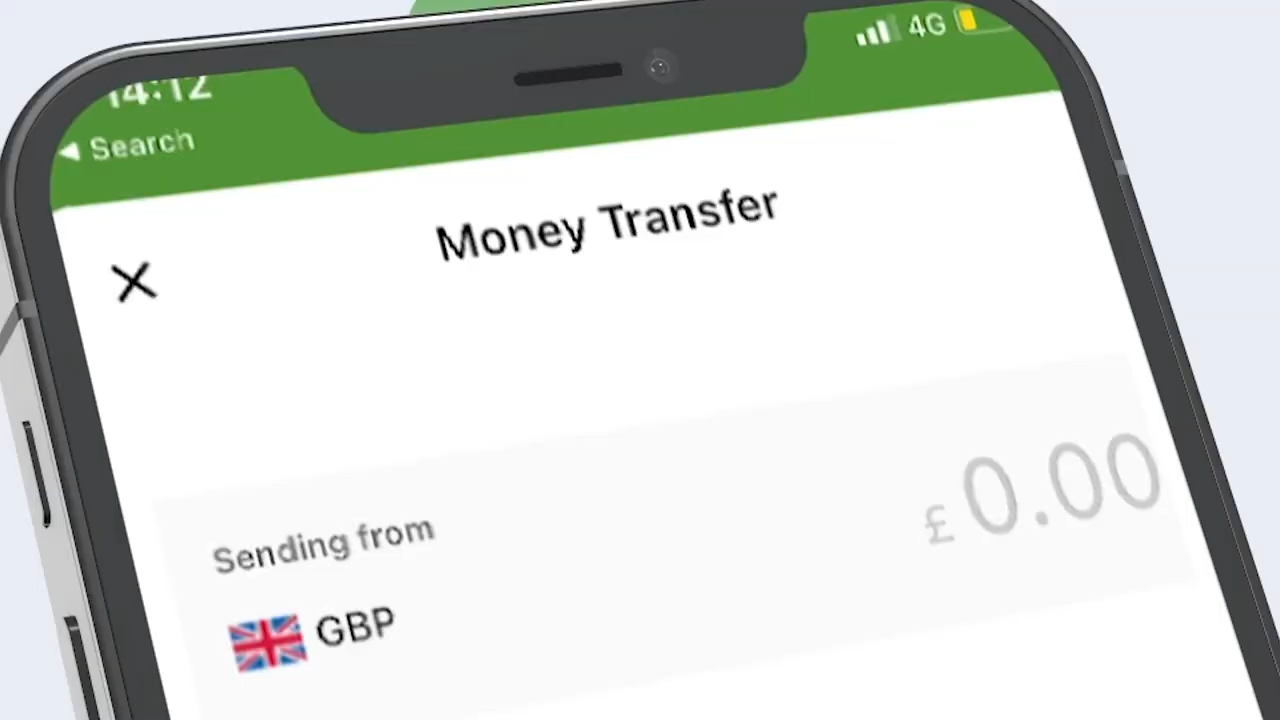 14:12
4G
◀ Search
Money Transfer
£ 0.00
Sending from
GBP